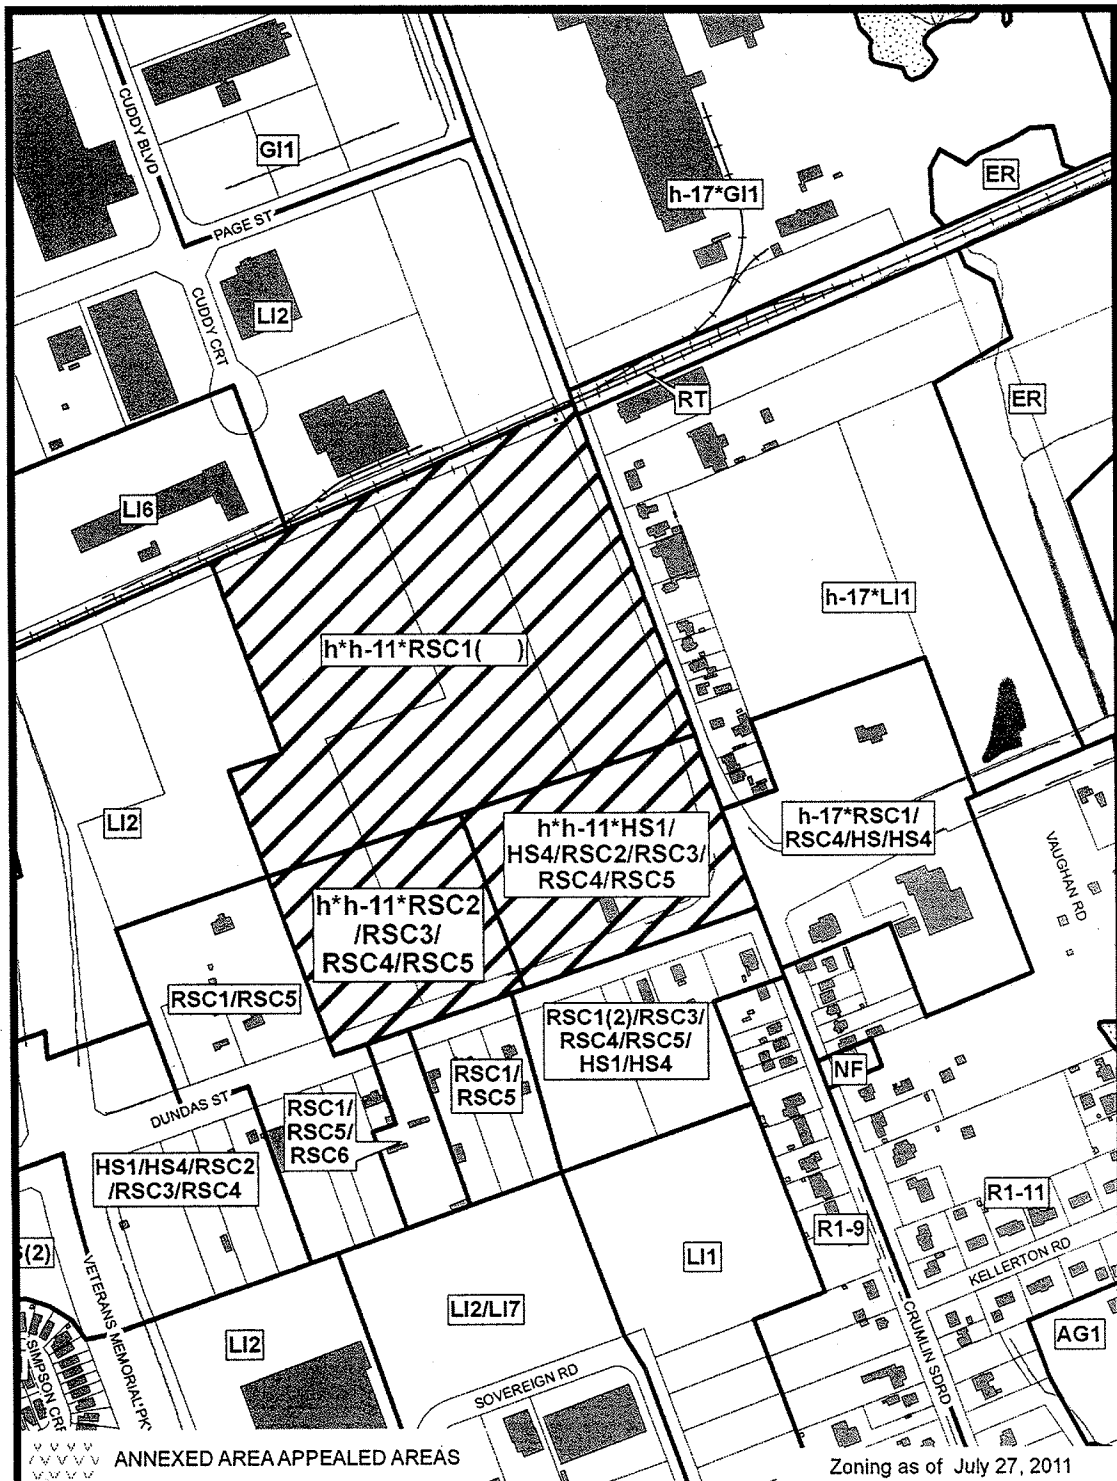 CUDDY BLVD
GI1
PAGE ST
h-17*GI1
ER
CUDDY CRT
LI2
RT
ER
LI6
h-17*LI1
h*h-11*RSC1(    )
LI2
h*h-11*HS1/
HS4/RSC2/RSC3/
RSC4/RSC5
h-17*RSC1/
RSC4/HS/HS4
VAUGHAN RD
h*h-11*RSC2
/RSC3/
RSC4/RSC5
RSC1/RSC5
RSC1(2)/RSC3/
RSC4/RSC5/
HS1/HS4
NF
RSC1/
RSC5
DUNDAS ST
RSC1/
RSC5/
RSC6
HS1/HS4/RSC2
/RSC3/RSC4
R1-11
R1-9
(2)
LI1
KELLERTON RD
VETERANS MEMORIAL PK
LI2/LI7
CRUMLIN SDRD
LI2
AG1
SIMPSON CRE
SOVEREIGN RD
ANNEXED AREA APPEALED AREAS
Zoning as of July 27, 2011